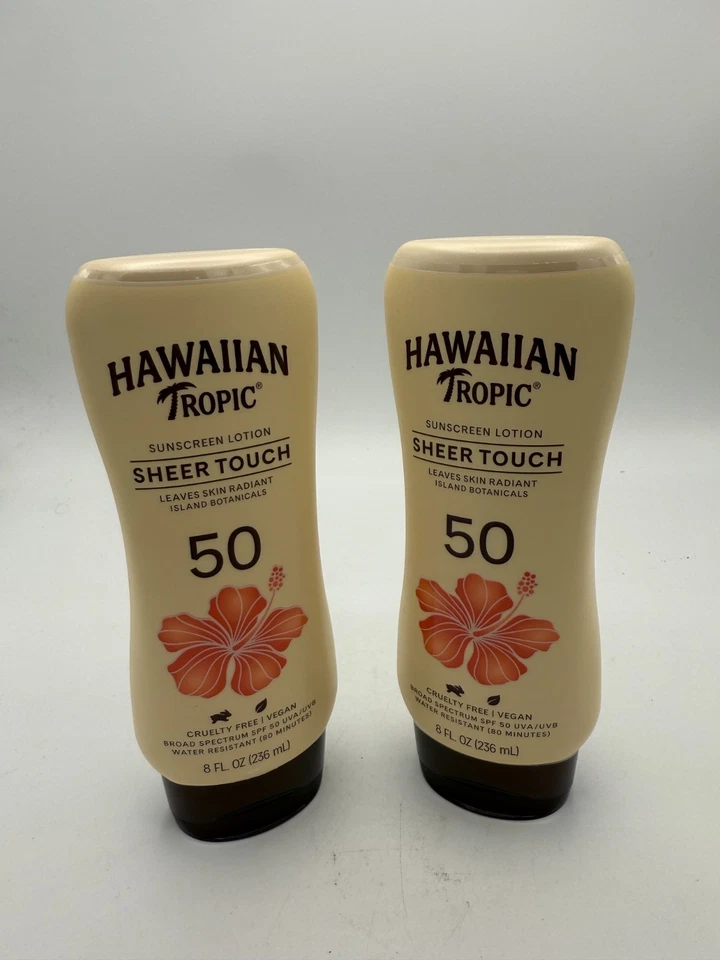 HAWAIIAN
TROPIC®
SUNSCREEN LOTION
SHEER TOUCH
LEAVES SKIN RADIANT
ISLAND BOTANICALS
50
CRUELTY FREE | VEGAN
BROAD SPECTRUM SPF 50 UVA/UVB
WATER RESISTANT (80 MINUTES)
8 FL. OZ (236 mL)
HAWAIIAN
TROPIC®
SUNSCREEN LOTION
SHEER TOUCH
LEAVES SKIN RADIANT
ISLAND BOTANICALS
50
CRUELTY FREE | VEGAN
BROAD SPECTRUM SPF 50 UVA/UVB
WATER RESISTANT (80 MINUTES)
8 FL. OZ (236 mL)